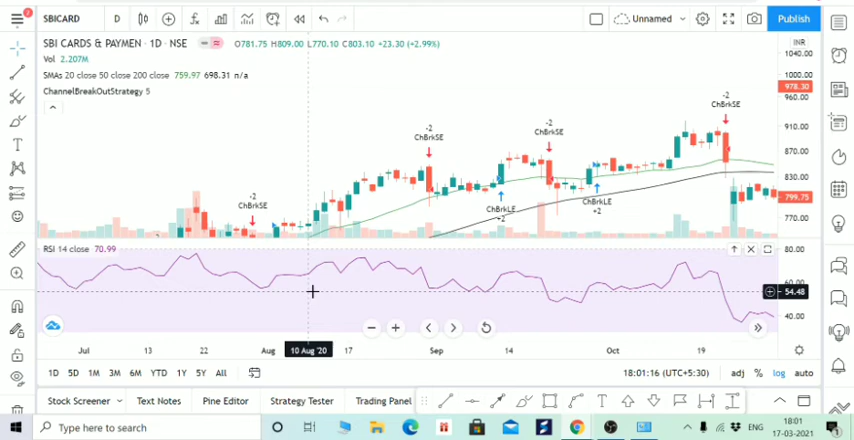 SBICARD D Unnamed Publish
SBI CARDS & PAYMEN · 1D · NSE O781.75 H809.00 L770.10 C803.10 +23.30 (+2.99%) INR
Vol 2.207M
SMAs 20 close 50 close 200 close 759.97 698.31 n/a
ChannelBreakOutStrategy 5
1040.00
1000.00
978.30
960.00
910.00
870.00
830.00
799.75
770.00
-2
ChBrkSE
-2
ChBrkSE
-2
ChBrkSE
-2
ChBrkSE
ChBrkLE
+2
ChBrkLE
+2
RSI 14 close 70.99
80.00
60.00
54.48
40.00
Jul 13 22 Aug 10 Aug '20 17 Sep 14 Oct 19
1D 5D 1M 3M 6M YTD 1Y 5Y All 18:01:16 (UTC+5:30) adj % log auto
Stock Screener Text Notes Pine Editor Strategy Tester Trading Panel
Type here to search ENG 18:01
17-03-2021